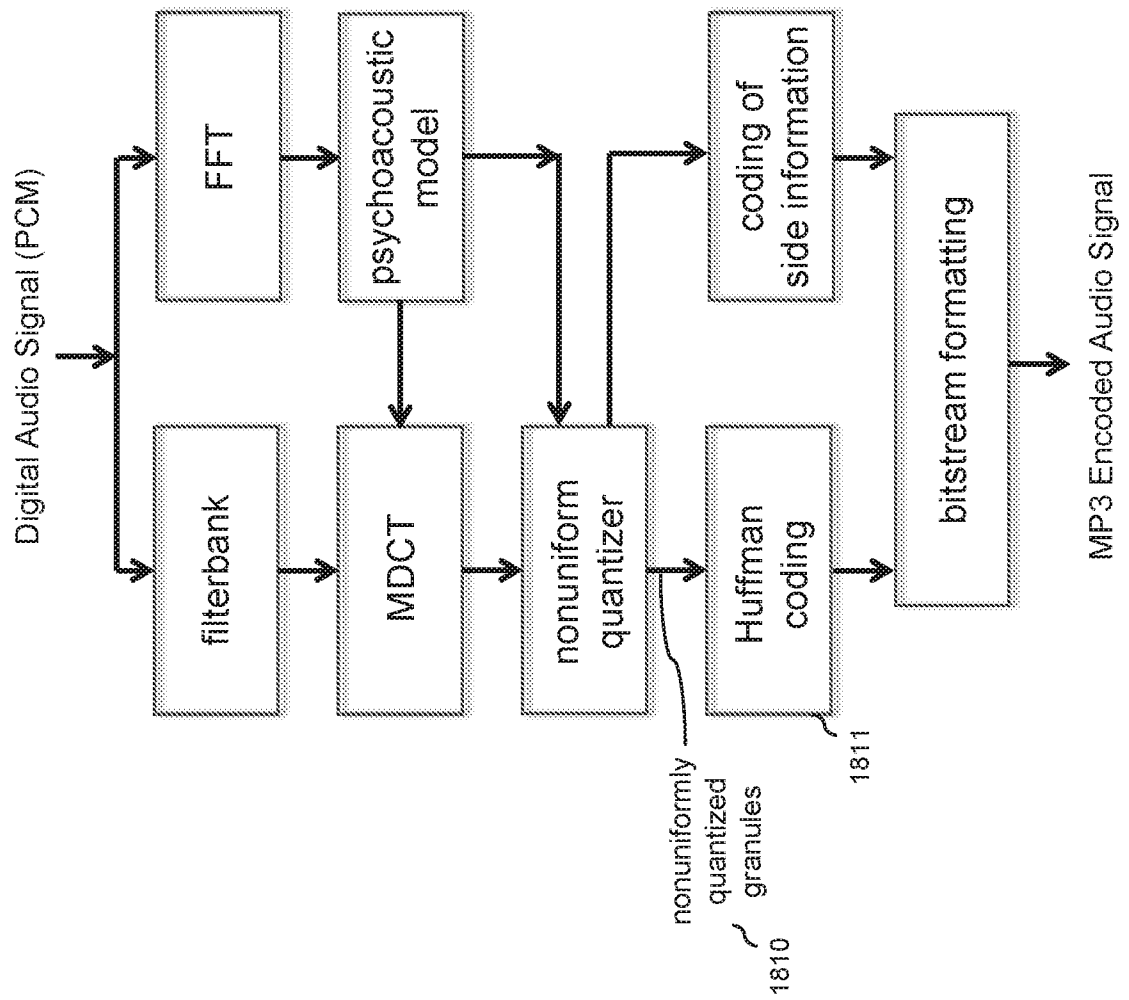 Digital Audio Signal (PCM)
filterbank
FFT
MDCT
psychoacoustic
model
nonuniform
quantizer
nonuniformly
quantized
granules
1810
Huffman
coding
1811
coding of
side information
bitstream formatting
MP3 Encoded Audio Signal